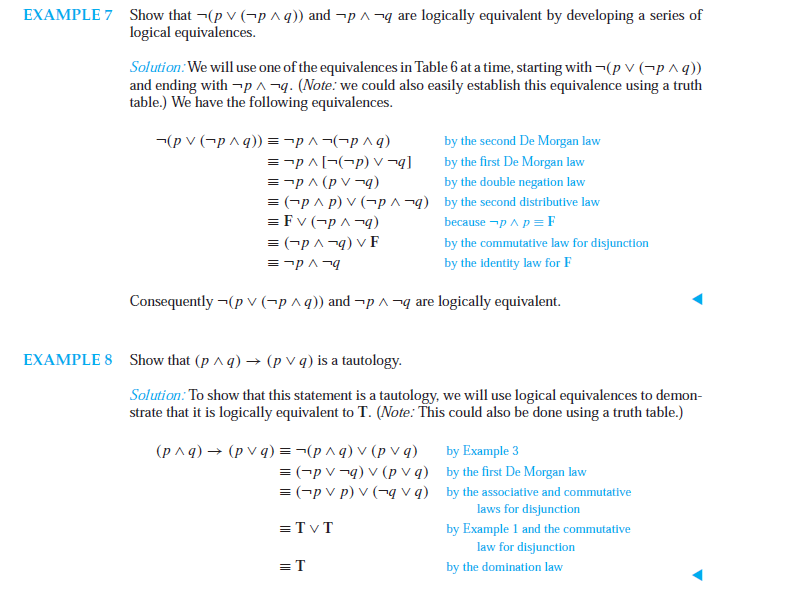 EXAMPLE 7 Show that ¬(p ∨ (¬p ∧ q)) and ¬p ∧ ¬q are logically equivalent by developing a series of
logical equivalences.
Solution: We will use one of the equivalences in Table 6 at a time, starting with ¬(p ∨ (¬p ∧ q))
and ending with ¬p ∧ ¬q. (Note: we could also easily establish this equivalence using a truth
table.) We have the following equivalences.
¬(p ∨ (¬p ∧ q)) ≡ ¬p ∧ ¬(¬p ∧ q) by the second De Morgan law
≡ ¬p ∧ [¬(¬p) ∨ ¬q] by the first De Morgan law
≡ ¬p ∧ (p ∨ ¬q) by the double negation law
≡ (¬p ∧ p) ∨ (¬p ∧ ¬q) by the second distributive law
≡ F ∨ (¬p ∧ ¬q) because ¬p ∧ p ≡ F
≡ (¬p ∧ ¬q) ∨ F by the commutative law for disjunction
≡ ¬p ∧ ¬q by the identity law for F
Consequently ¬(p ∨ (¬p ∧ q)) and ¬p ∧ ¬q are logically equivalent.
EXAMPLE 8 Show that (p ∧ q) → (p ∨ q) is a tautology.
Solution: To show that this statement is a tautology, we will use logical equivalences to demon-
strate that it is logically equivalent to T. (Note: This could also be done using a truth table.)
(p ∧ q) → (p ∨ q) ≡ ¬(p ∧ q) ∨ (p ∨ q) by Example 3
≡ (¬p ∨ ¬q) ∨ (p ∨ q) by the first De Morgan law
≡ (¬p ∨ p) ∨ (¬q ∨ q) by the associative and commutative
laws for disjunction
≡ T ∨ T by Example 1 and the commutative
law for disjunction
≡ T by the domination law